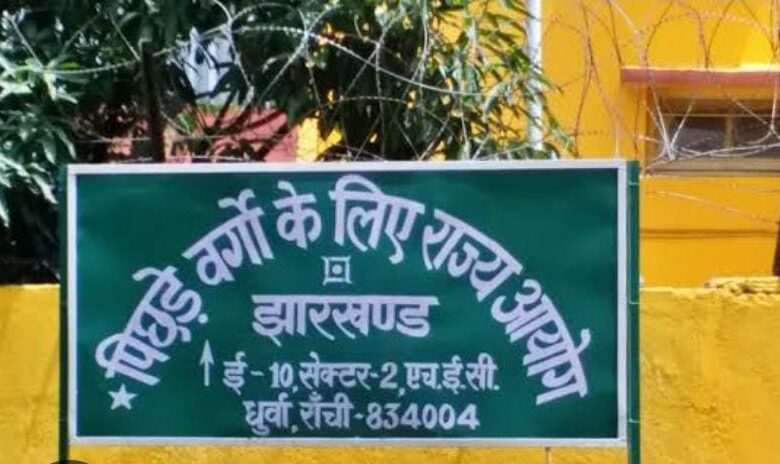 पिछड़े वर्गो के लिए राज्य आयोग
झारखण्ड
ई-10, सेक्टर-2, एच.ई.सी.
धुर्वा, राँची-834004